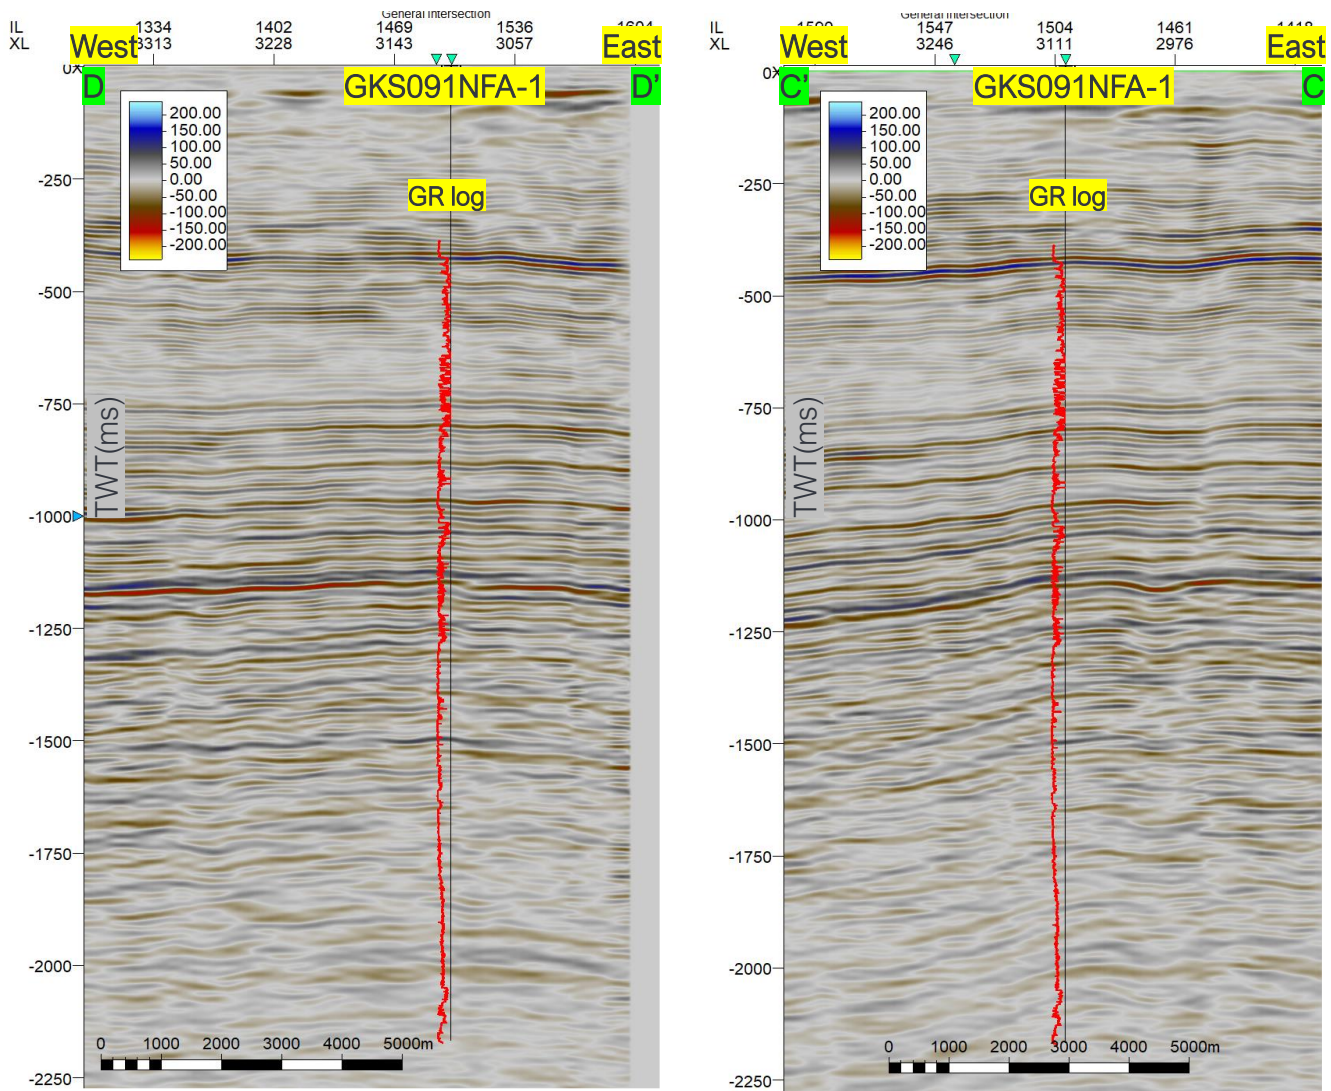 General Intersection
IL 1334 1402 1469 1536 1604
XL 3313 3228 3143 3057
West East
D GKS091NFA-1 D'
200.00
150.00
100.00
50.00
0.00
-50.00
-100.00
-150.00
-200.00
GR log
-250
-500
-750
TWT(ms)
-1000
-1250
-1500
-1750
-2000
-2250
0 1000 2000 3000 4000 5000m
General Intersection
IL 1590 1547 1504 1461 1418
XL 3246 3111 2976
West East
C' GKS091NFA-1 C
200.00
150.00
100.00
50.00
0.00
-50.00
-100.00
-150.00
-200.00
GR log
-250
-500
-750
TWT(ms)
-1000
-1250
-1500
-1750
-2000
-2250
0 1000 2000 3000 4000 5000m